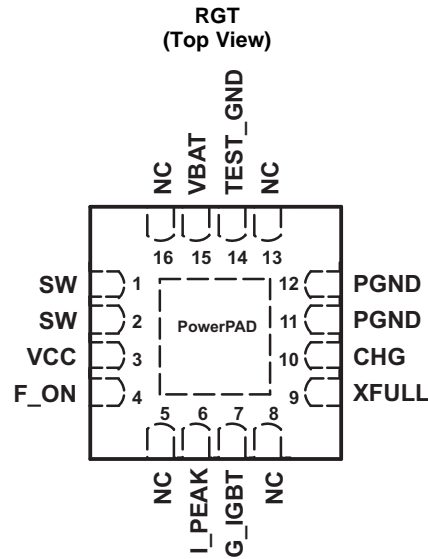 RGT
(Top View)
NC
VBAT
TEST_GND
NC
16 15 14 13
SW 1
SW 2
VCC 3
F_ON 4
PowerPAD
12 PGND
11 PGND
10 CHG
9 XFULL
5 6 7 8
NC
I_PEAK
G_IGBT
NC